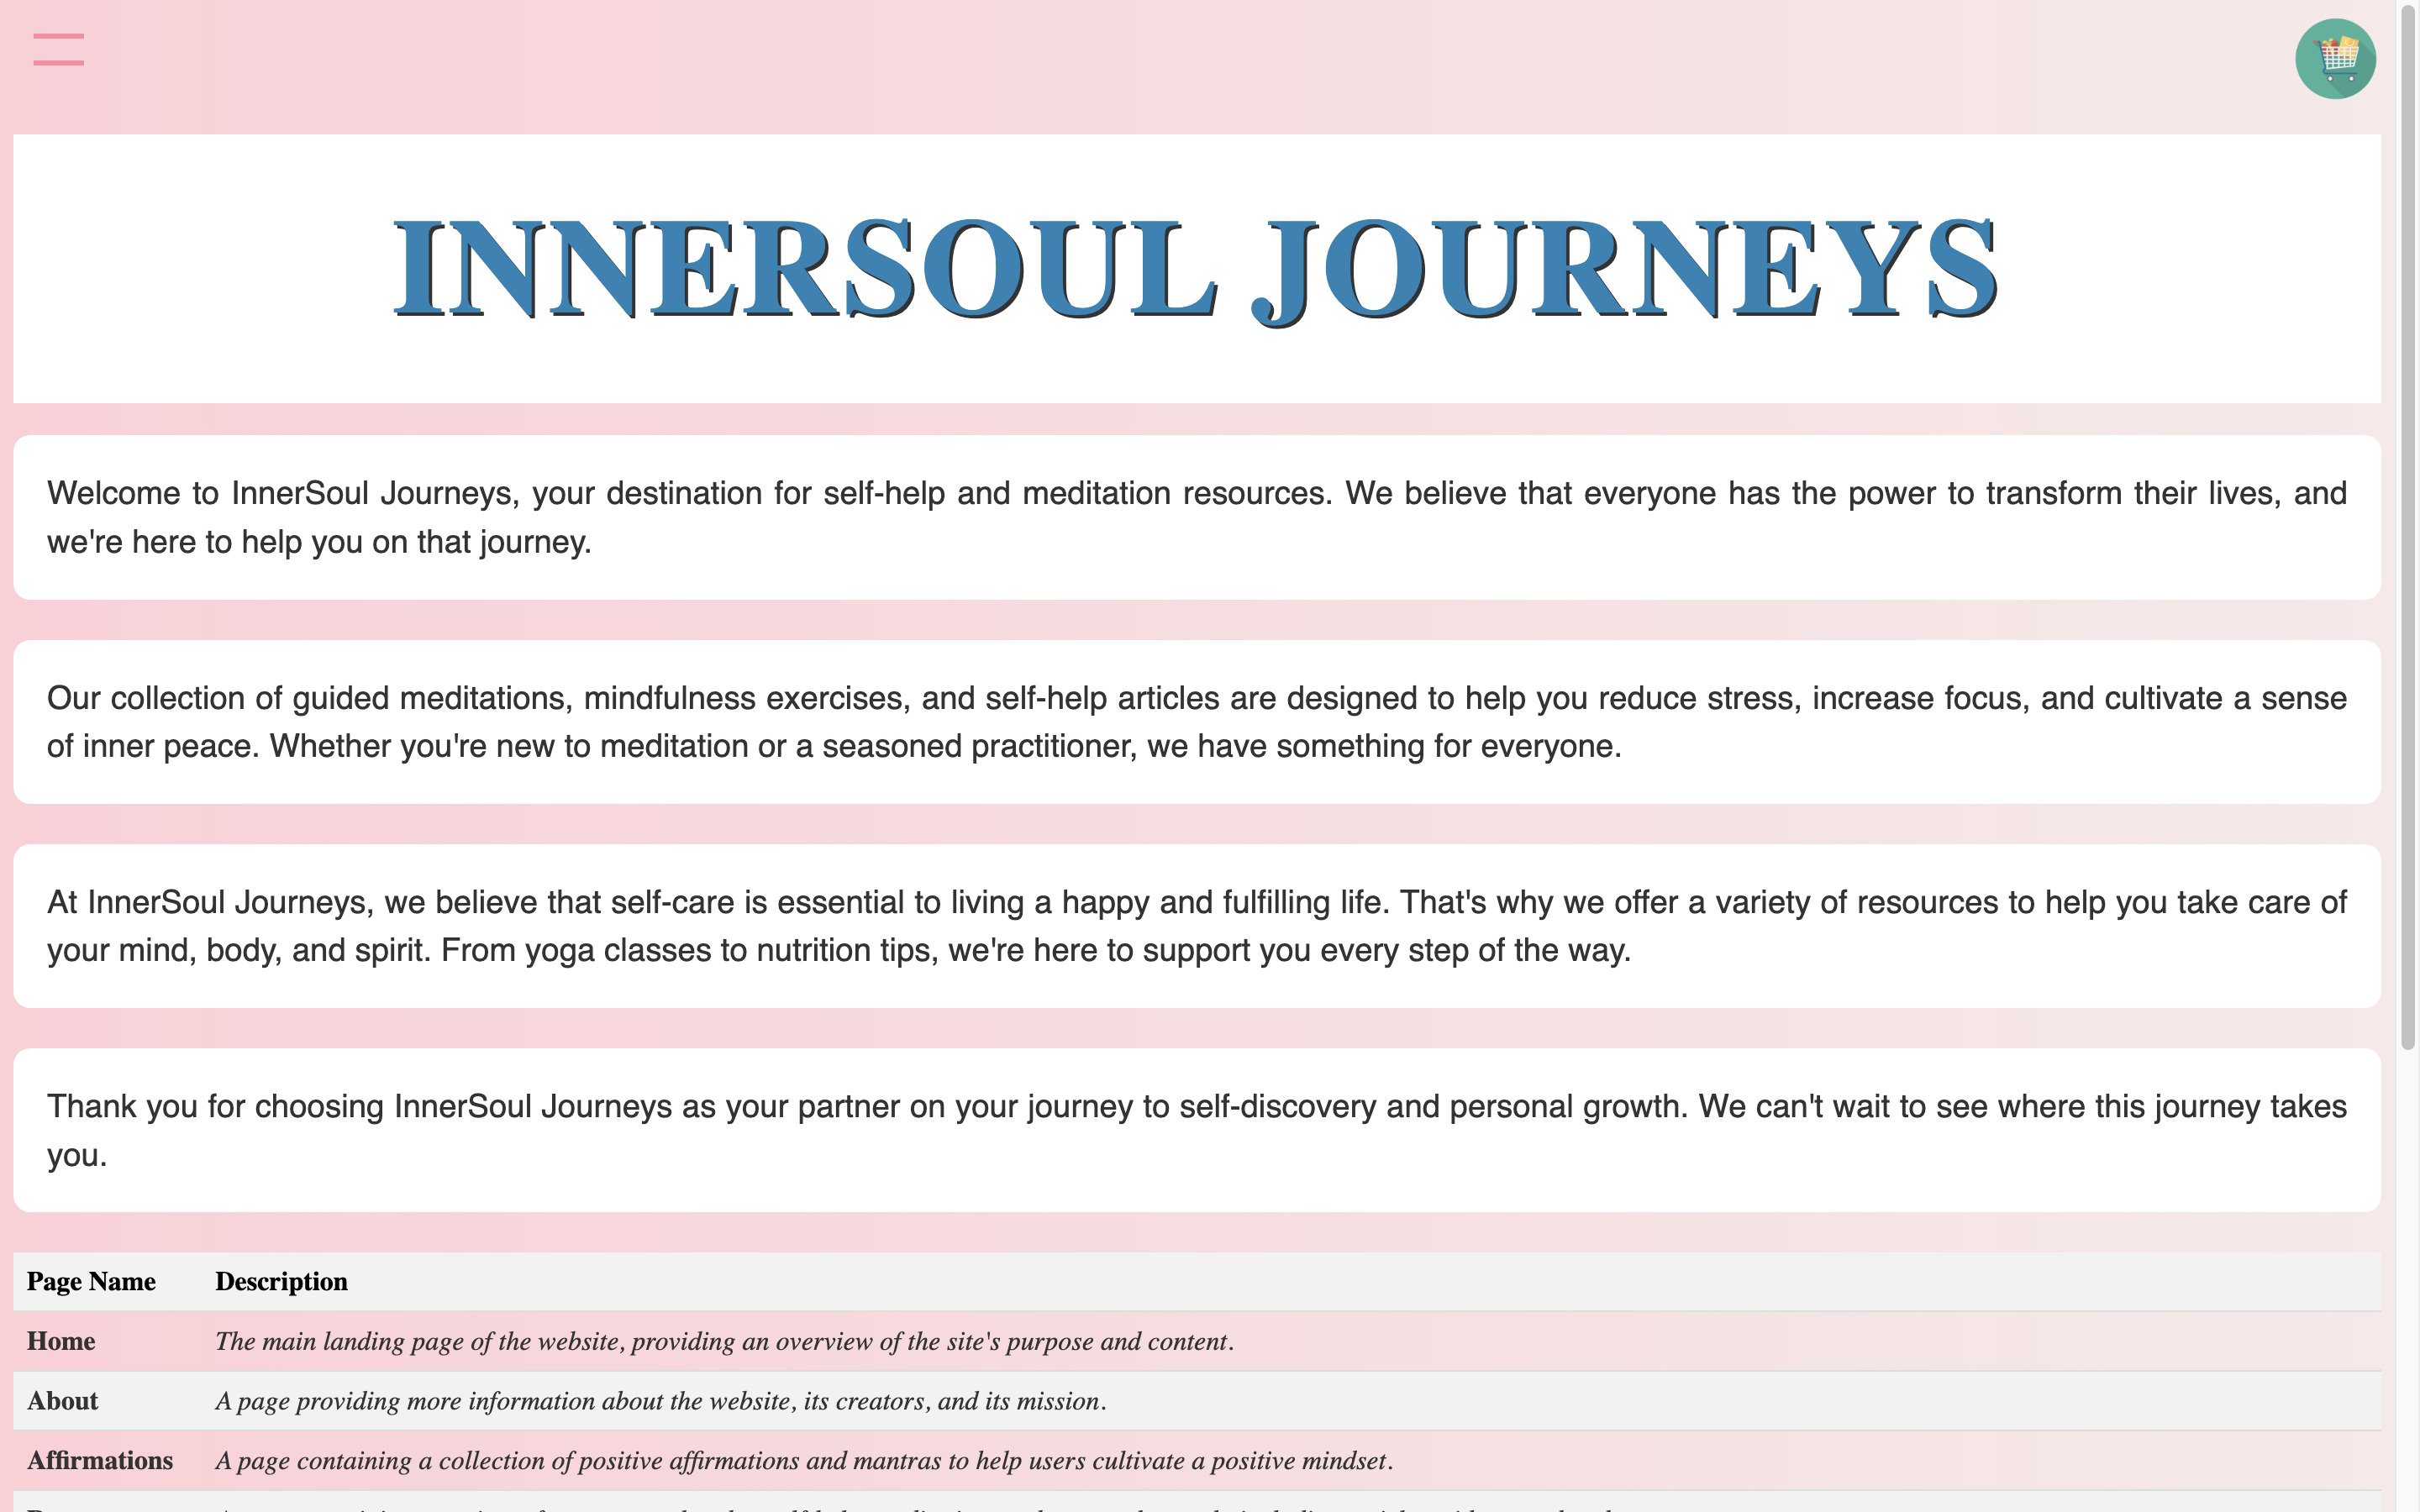 INNERSOUL JOURNEYS
Welcome to InnerSoul Journeys, your destination for self-help and meditation resources. We believe that everyone has the power to transform their lives, and
we're here to help you on that journey.
Our collection of guided meditations, mindfulness exercises, and self-help articles are designed to help you reduce stress, increase focus, and cultivate a sense
of inner peace. Whether you're new to meditation or a seasoned practitioner, we have something for everyone.
At InnerSoul Journeys, we believe that self-care is essential to living a happy and fulfilling life. That's why we offer a variety of resources to help you take care of
your mind, body, and spirit. From yoga classes to nutrition tips, we're here to support you every step of the way.
Thank you for choosing InnerSoul Journeys as your partner on your journey to self-discovery and personal growth. We can't wait to see where this journey takes
you.
Page Name Description
Home The main landing page of the website, providing an overview of the site's purpose and content.
About A page providing more information about the website, its creators, and its mission.
Affirmations A page containing a collection of positive affirmations and mantras to help users cultivate a positive mindset.